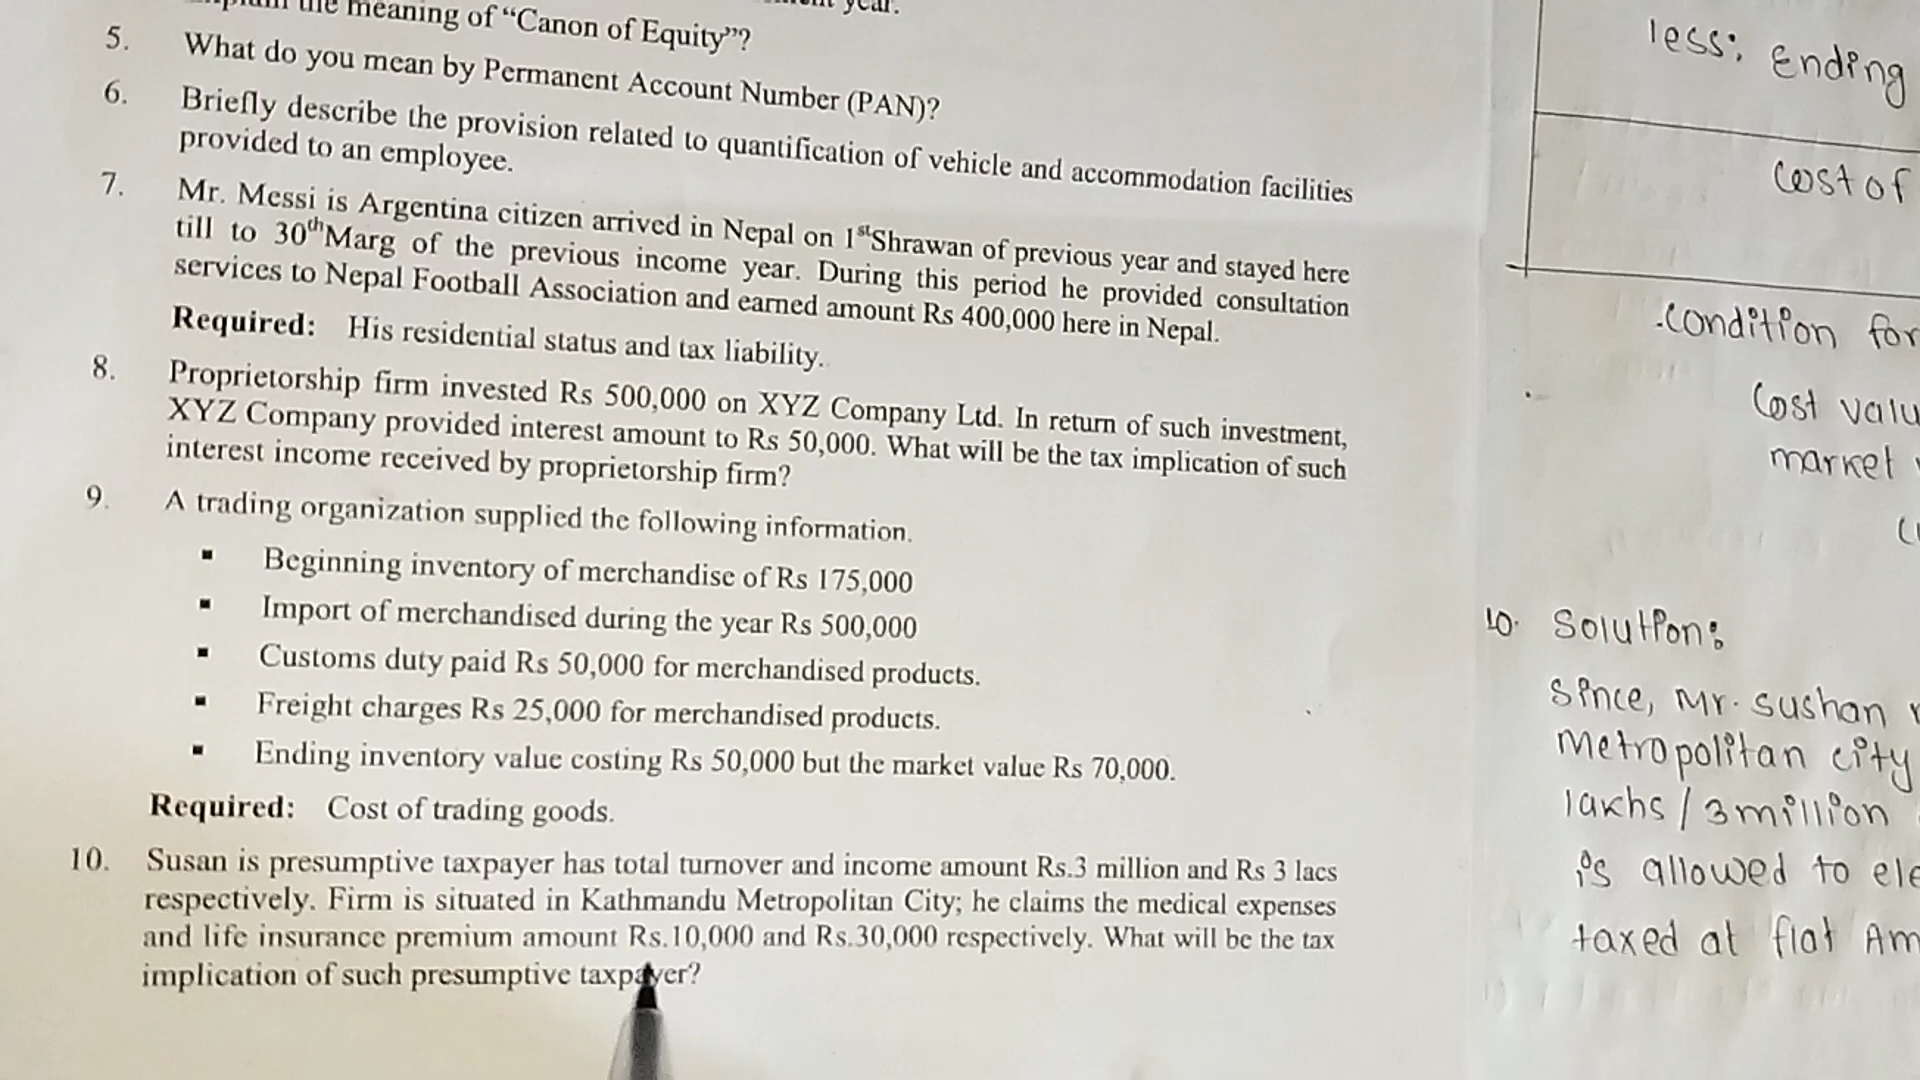 the meaning of “Canon of Equity”?
5. What do you mean by Permanent Account Number (PAN)?
6. Briefly describe the provision related to quantification of vehicle and accommodation facilities
provided to an employee.
7. Mr. Messi is Argentina citizen arrived in Nepal on 1st Shrawan of previous year and stayed here
till to 30th Marg of the previous income year. During this period he provided consultation
services to Nepal Football Association and earned amount Rs 400,000 here in Nepal.
Required: His residential status and tax liability.
8. Proprietorship firm invested Rs 500,000 on XYZ Company Ltd. In return of such investment,
XYZ Company provided interest amount to Rs 50,000. What will be the tax implication of such
interest income received by proprietorship firm?
9. A trading organization supplied the following information.
▪ Beginning inventory of merchandise of Rs 175,000
▪ Import of merchandised during the year Rs 500,000
▪ Customs duty paid Rs 50,000 for merchandised products.
▪ Freight charges Rs 25,000 for merchandised products.
▪ Ending inventory value costing Rs 50,000 but the market value Rs 70,000.
Required: Cost of trading goods.
10. Susan is presumptive taxpayer has total turnover and income amount Rs.3 million and Rs 3 lacs
respectively. Firm is situated in Kathmandu Metropolitan City; he claims the medical expenses
and life insurance premium amount Rs.10,000 and Rs.30,000 respectively. What will be the tax
implication of such presumptive taxpayer?
less: Ending
Cost of
Condition for
Cost valu
market
10. Solution:
Since, Mr. sushan
Metropolitan city
lakhs / 3 million
is allowed to ele
taxed at flat Am